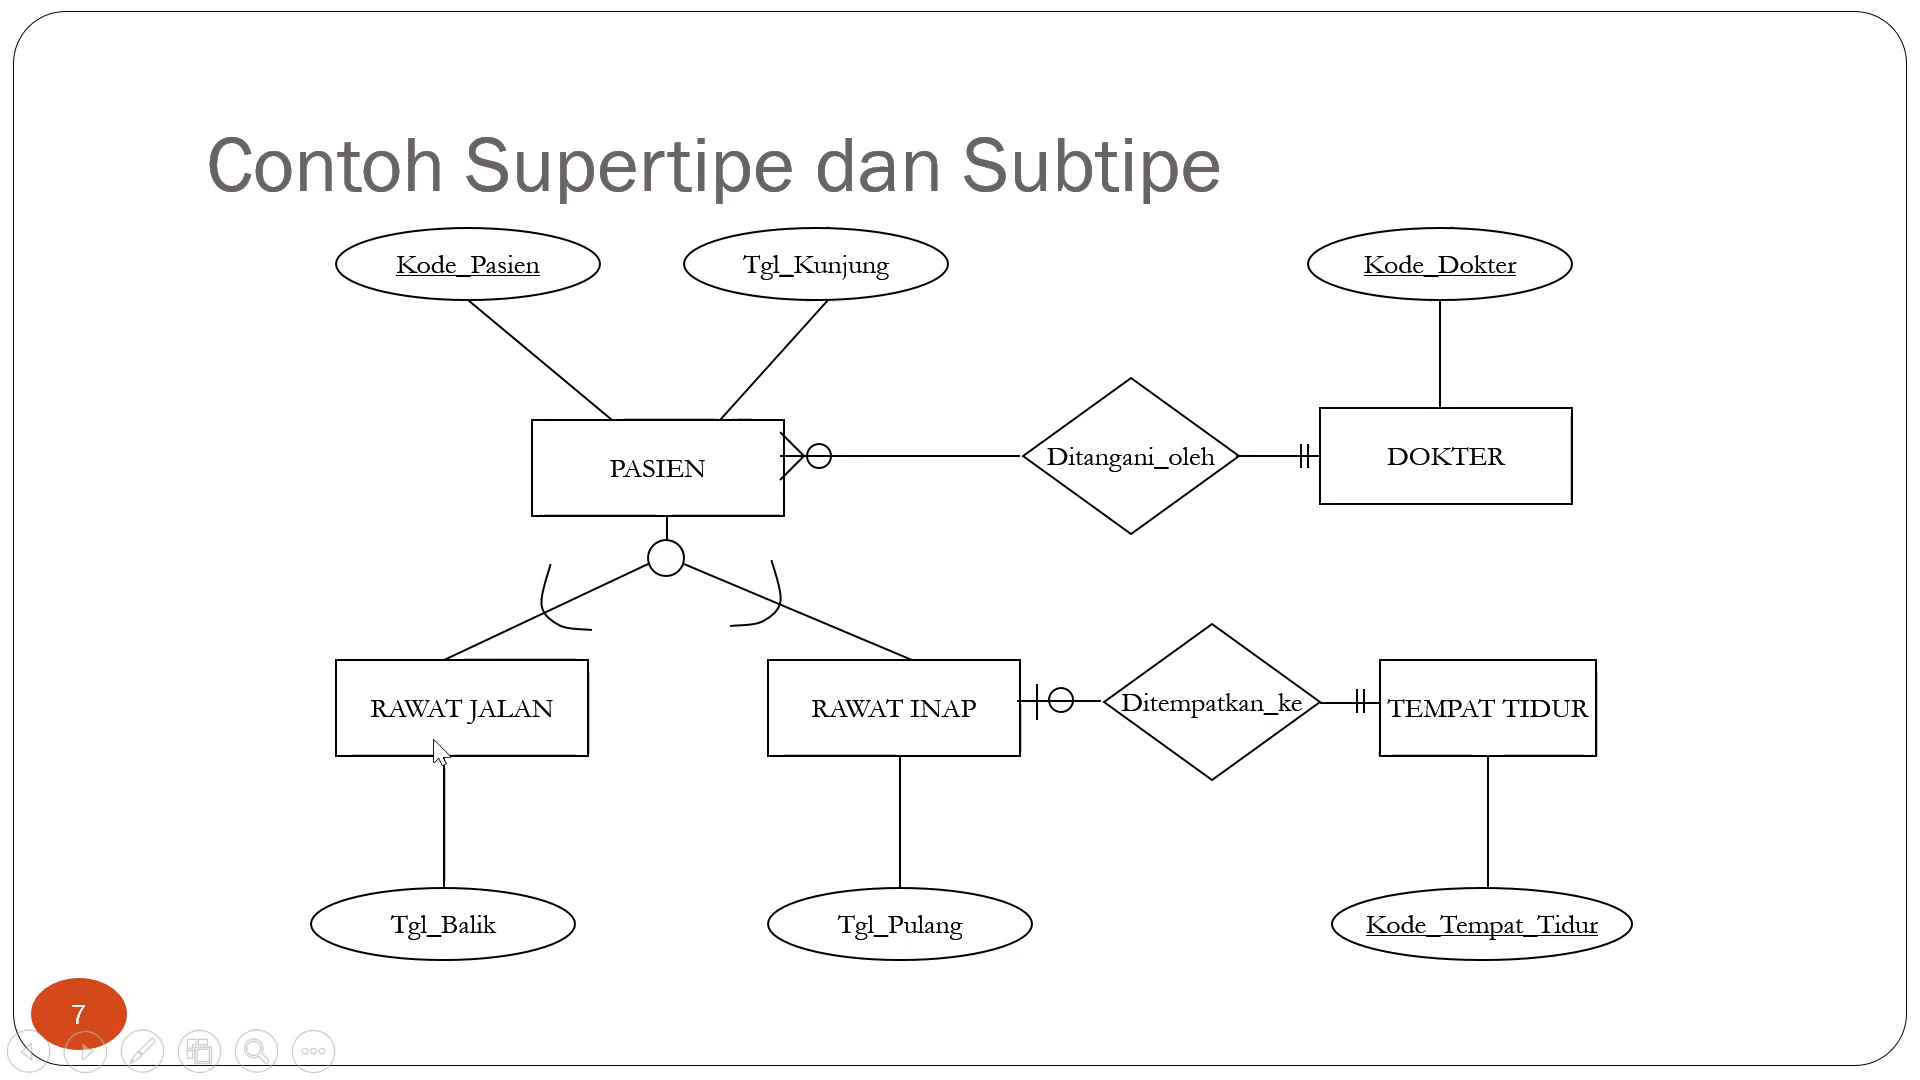 Contoh Supertipe dan Subtipe
Kode_Pasien
Tgl_Kunjung
Kode_Dokter
PASIEN
Ditangani_oleh
DOKTER
RAWAT JALAN
RAWAT INAP
Ditempatkan_ke
TEMPAT TIDUR
Tgl_Balik
Tgl_Pulang
Kode_Tempat_Tidur
7